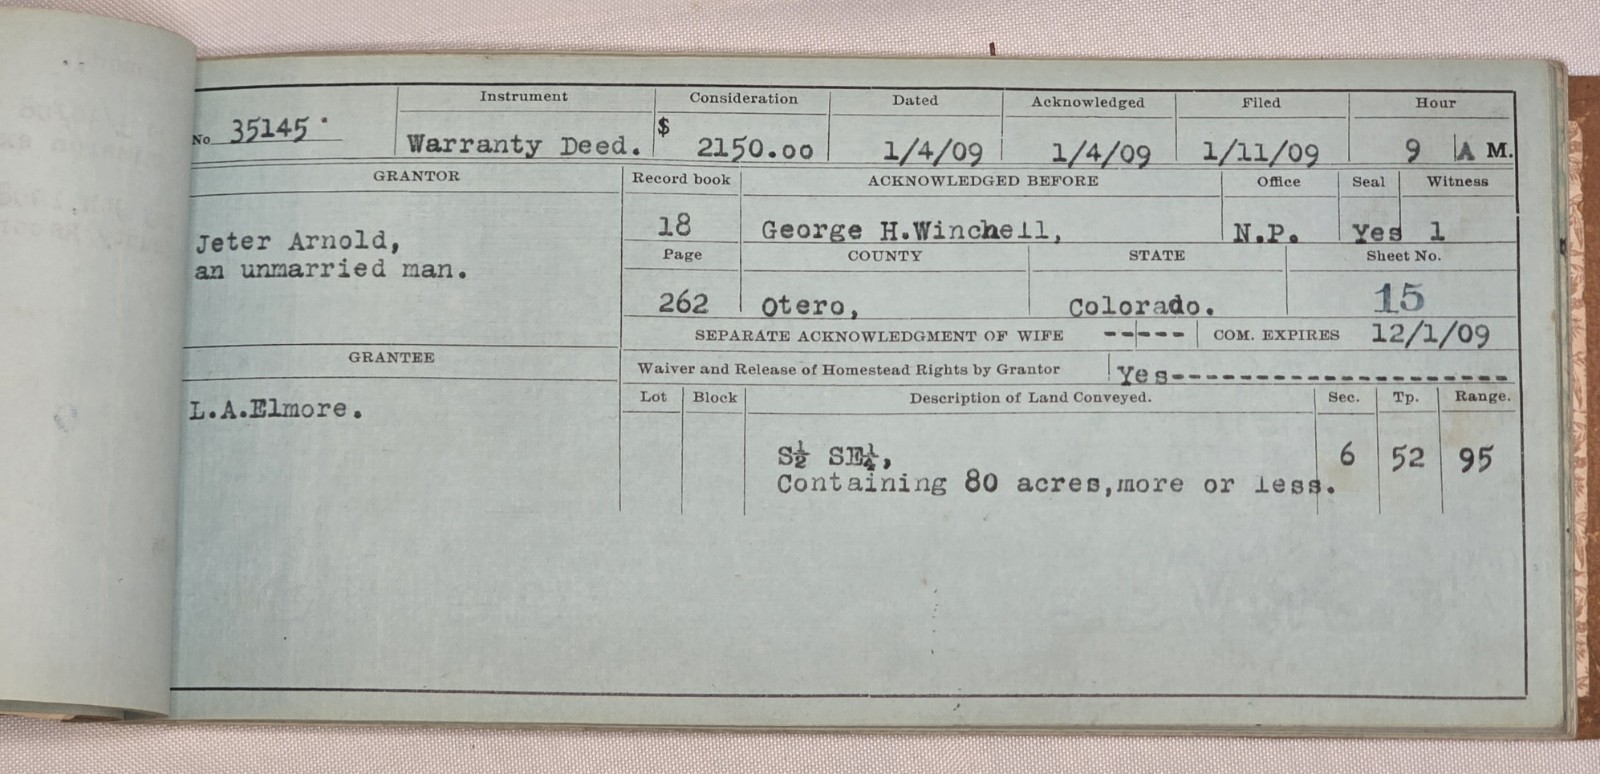 No. 35145
Instrument
Warranty Deed.
Consideration
$ 2150.00
Dated
1/4/09
Acknowledged
1/4/09
Filed
1/11/09
Hour
9 A M.
GRANTOR
Jeter Arnold,
an unmarried man.
Record book
18
ACKNOWLEDGED BEFORE
George H.Winchell,
Office
N.P.
Seal
Yes
Witness
1
Page
262
COUNTY
Otero,
STATE
Colorado.
Sheet No.
15
SEPARATE ACKNOWLEDGMENT OF WIFE -----
COM. EXPIRES 12/1/09
GRANTEE
L.A.Elmore.
Waiver and Release of Homestead Rights by Grantor Yes--------------------
Lot
Block
Description of Land Conveyed.
Sec.
Tp.
Range.
S½ SE¼, 6 52 95
Containing 80 acres,more or less.